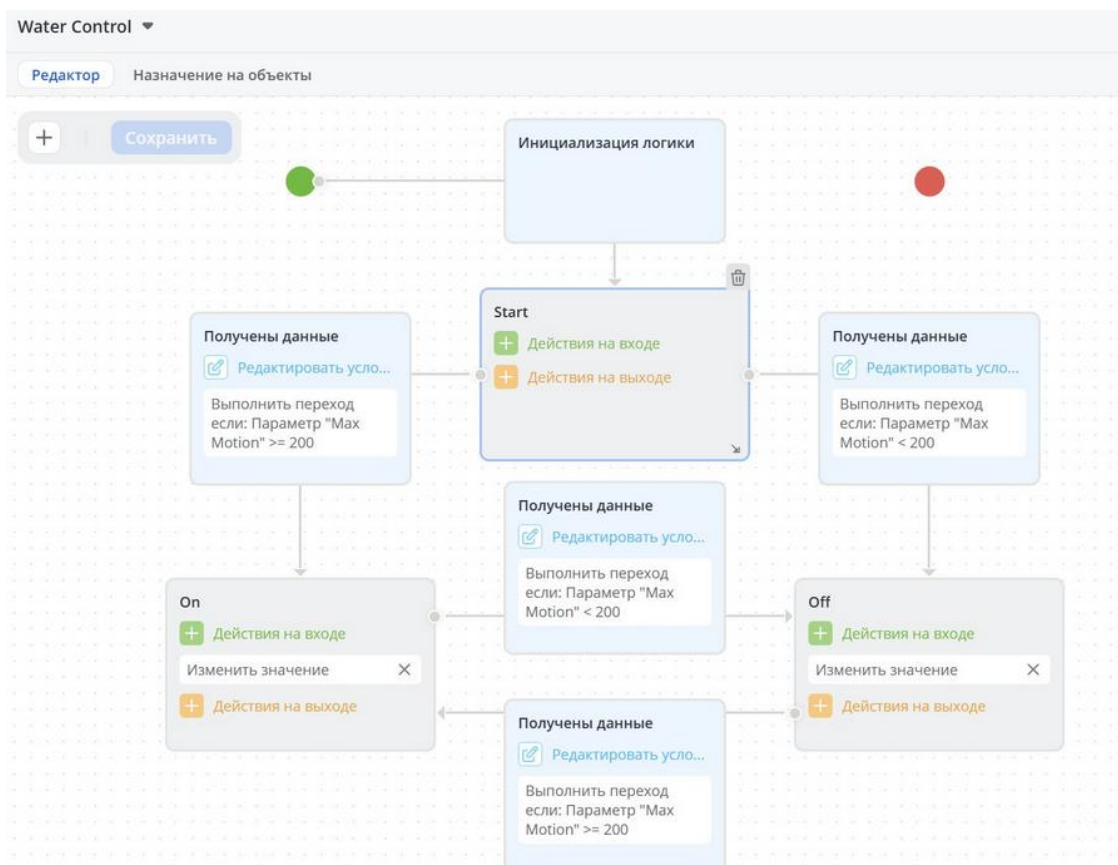 Water Control
Редактор
Назначение на объекты
Сохранить
Инициализация логики
Start
Действия на входе
Действия на выходе
Получены данные
Редактировать усло...
Выполнить переход
если: Параметр "Max
Motion" >= 200
Получены данные
Редактировать усло...
Выполнить переход
если: Параметр "Max
Motion" < 200
Получены данные
Редактировать усло...
Выполнить переход
если: Параметр "Max
Motion" < 200
On
Действия на входе
Изменить значение
Действия на выходе
Off
Действия на входе
Изменить значение
Действия на выходе
Получены данные
Редактировать усло...
Выполнить переход
если: Параметр "Max
Motion" >= 200